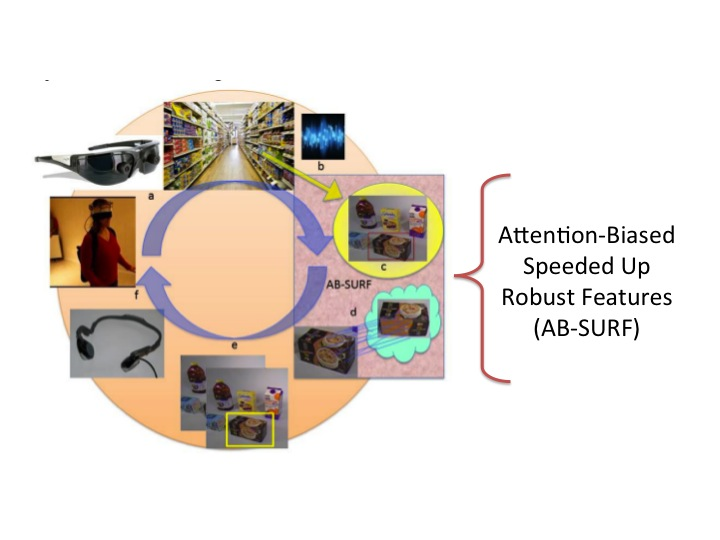 a
b
c
AB-SURF
d
e
f
Attention-Biased
Speeded Up
Robust Features
(AB-SURF)